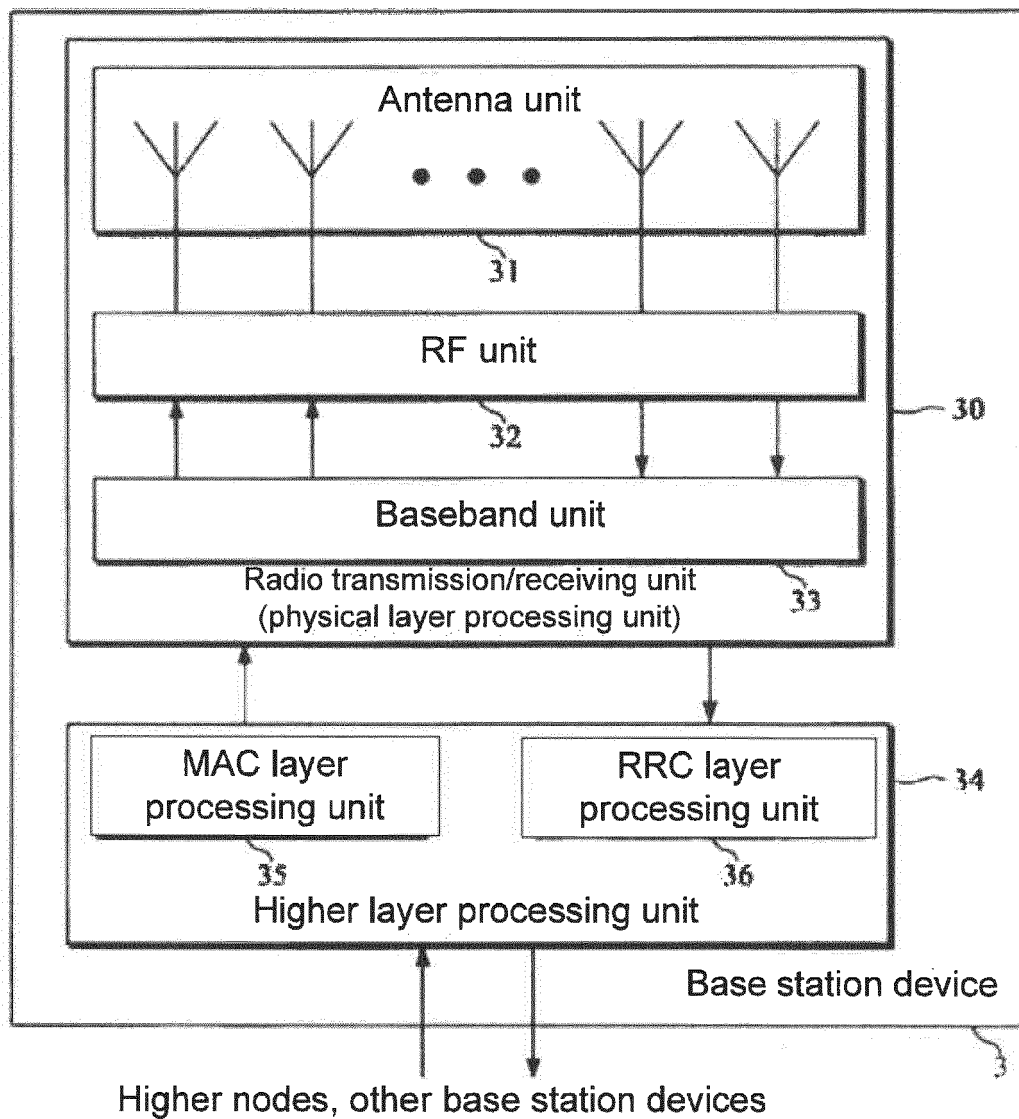 Antenna unit
31
RF unit
32
30
Baseband unit
33
Radio transmission/receiving unit
(physical layer processing unit)
MAC layer
processing unit
35
RRC layer
processing unit
36
34
Higher layer processing unit
Base station device
3
Higher nodes, other base station devices